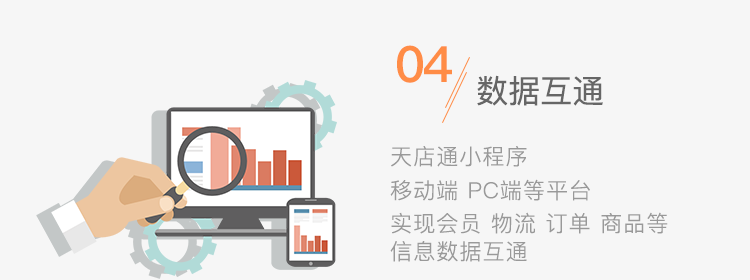 04
数据互通
天店通小程序
移动端 PC端等平台
实现会员 物流 订单 商品等
信息数据互通